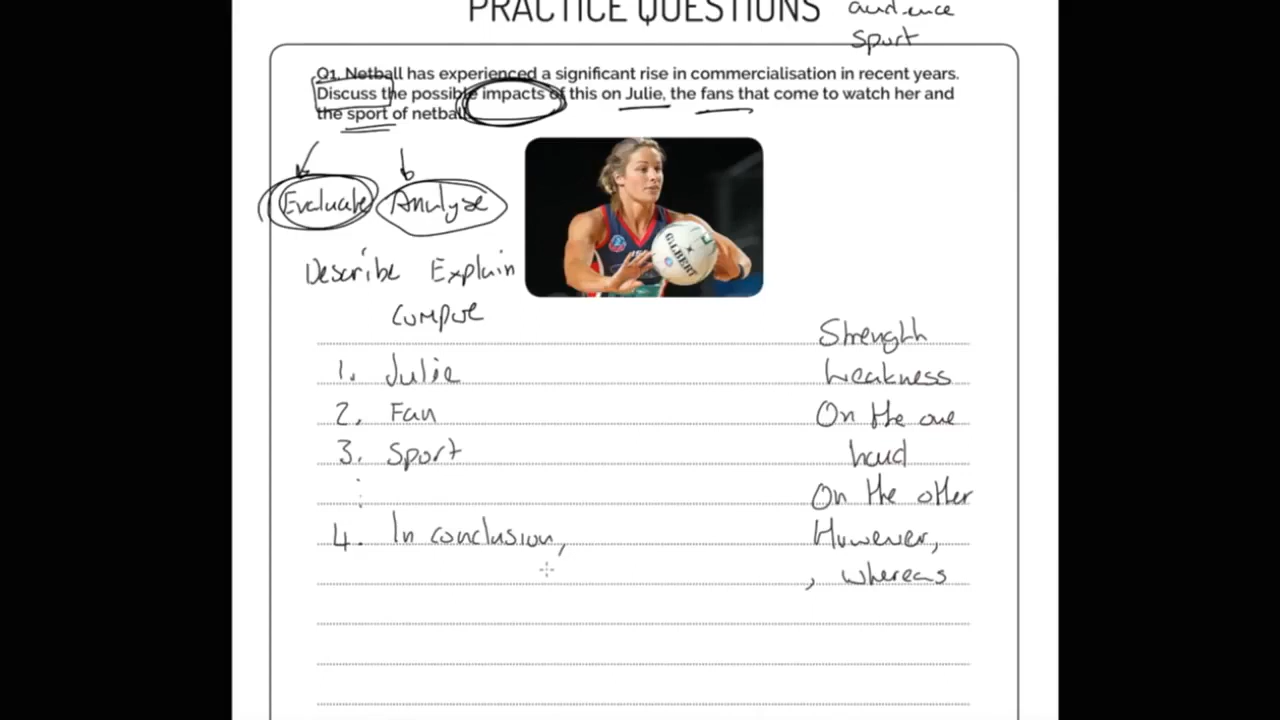 PRACTICE QUESTIONS
audience
Sport
Q1. Netball has experienced a significant rise in commercialisation in recent years.
Discuss the possible impacts of this on Julie, the fans that come to watch her and
the sport of netball.
Evaluate Analyse
Describe Explain
Compare
GILBERT
Strength
1. Julie
Weakness
2. Fan
On the one
3. Sport
hand
On the other
4. In conclusion,
However,
, whereas